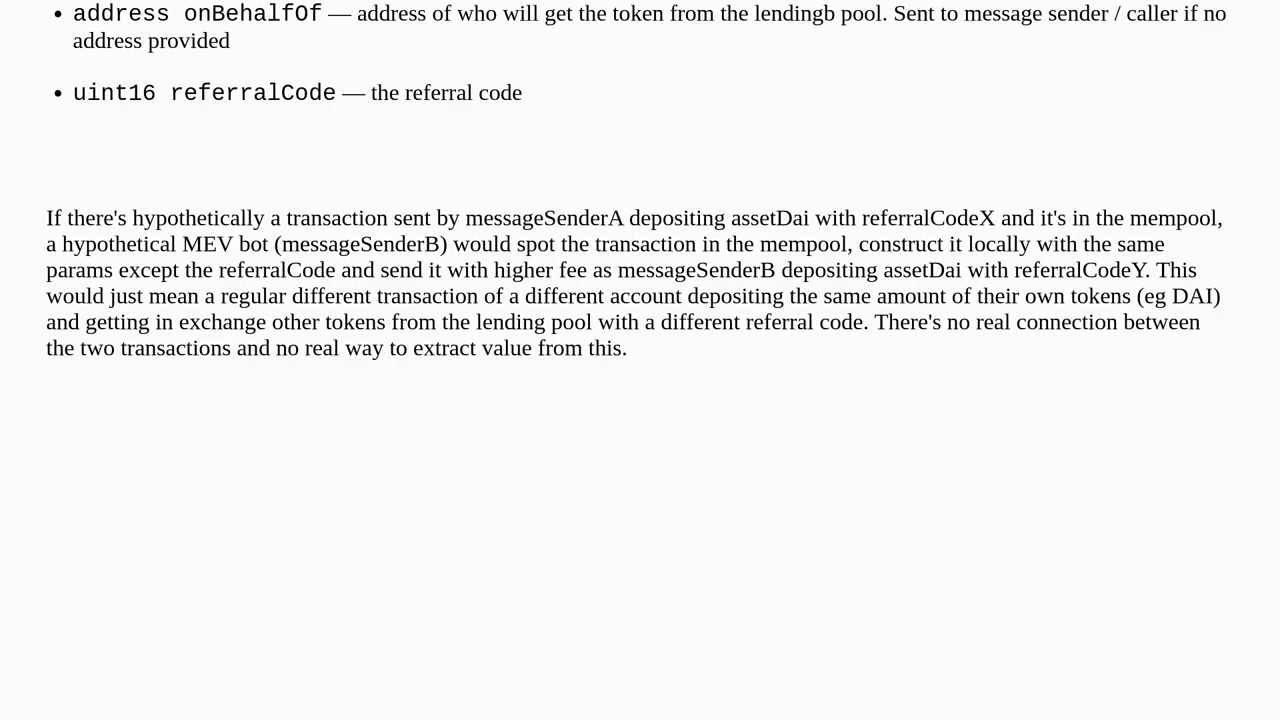 • address onBehalfOf — address of who will get the token from the lendingb pool. Sent to message sender / caller if no
address provided
• uint16 referralCode — the referral code
If there's hypothetically a transaction sent by messageSenderA depositing assetDai with referralCodeX and it's in the mempool,
a hypothetical MEV bot (messageSenderB) would spot the transaction in the mempool, construct it locally with the same
params except the referralCode and send it with higher fee as messageSenderB depositing assetDai with referralCodeY. This
would just mean a regular different transaction of a different account depositing the same amount of their own tokens (eg DAI)
and getting in exchange other tokens from the lending pool with a different referral code. There's no real connection between
the two transactions and no real way to extract value from this.